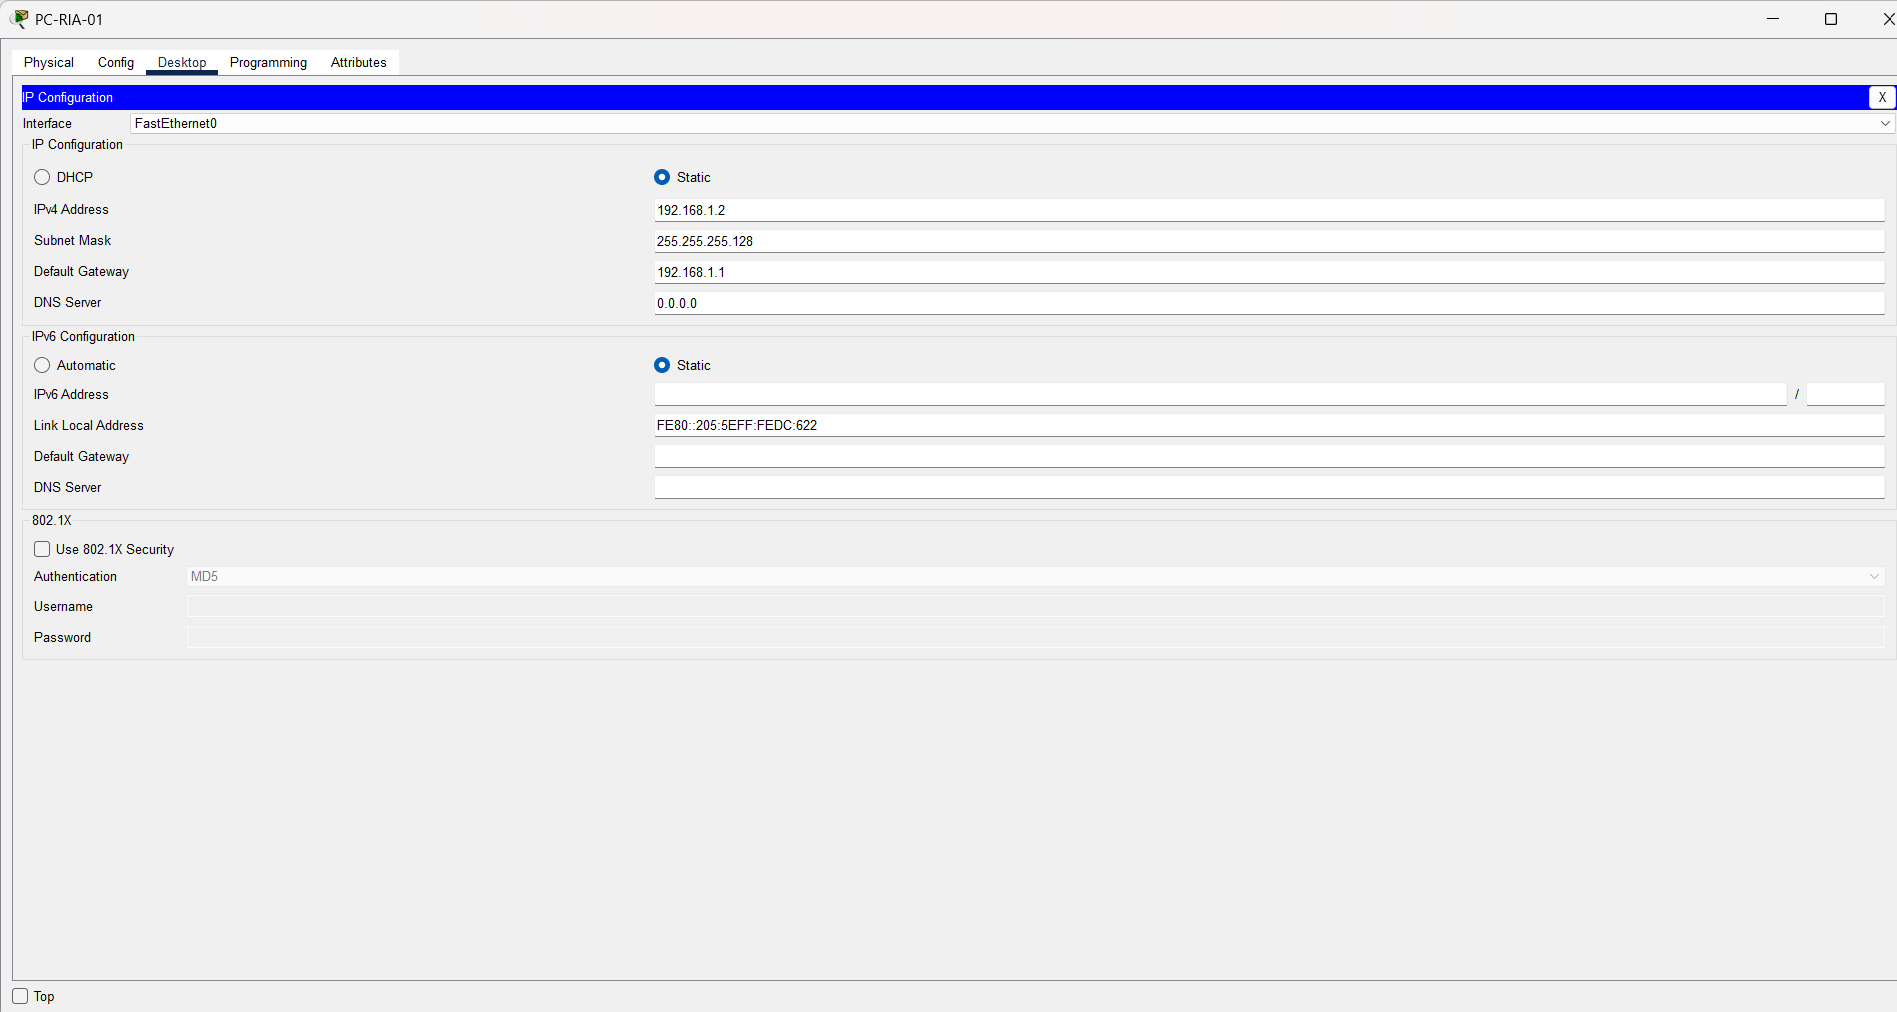 PC-RIA-01
Physical Config Desktop Programming Attributes
IP Configuration X
Interface FastEthernet0
IP Configuration
DHCP Static
IPv4 Address 192.168.1.2
Subnet Mask 255.255.255.128
Default Gateway 192.168.1.1
DNS Server 0.0.0.0
IPv6 Configuration
Automatic Static
IPv6 Address /
Link Local Address FE80::205:5EFF:FEDC:622
Default Gateway
DNS Server
802.1X
Use 802.1X Security
Authentication MD5
Username
Password
Top